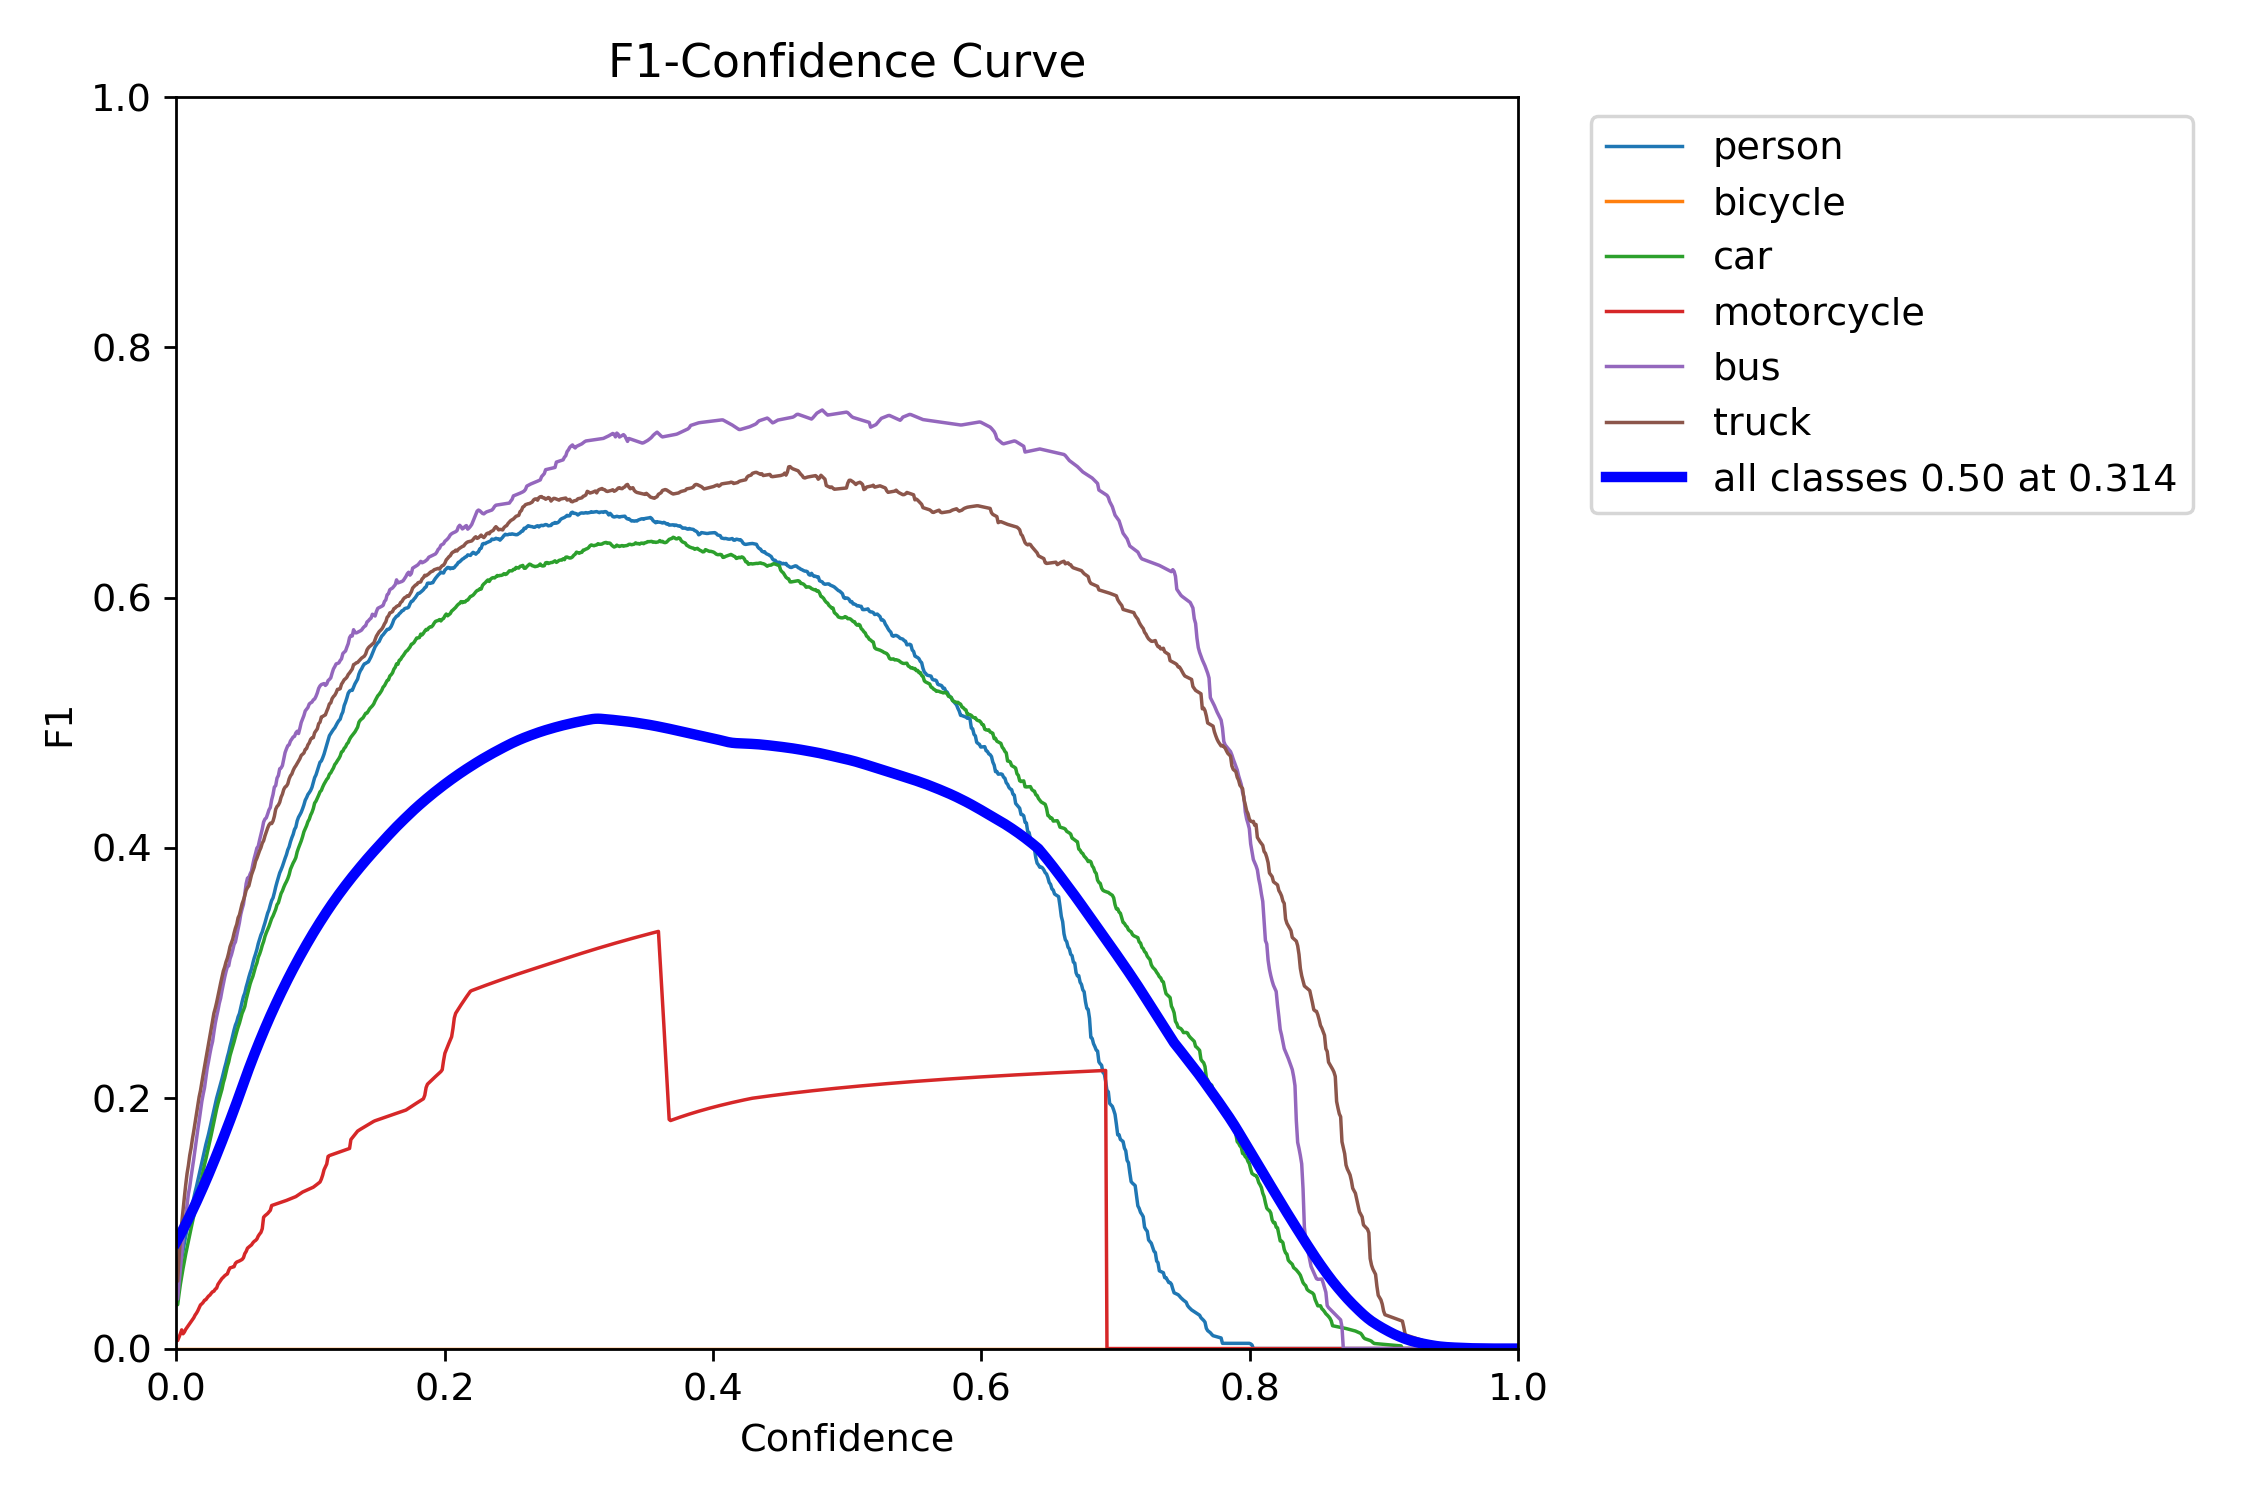 F1-Confidence Curve
1.0
0.8
0.6
0.4
0.2
0.0
F1
0.0 0.2 0.4 0.6 0.8 1.0
Confidence
person
bicycle
car
motorcycle
bus
truck
all classes 0.50 at 0.314